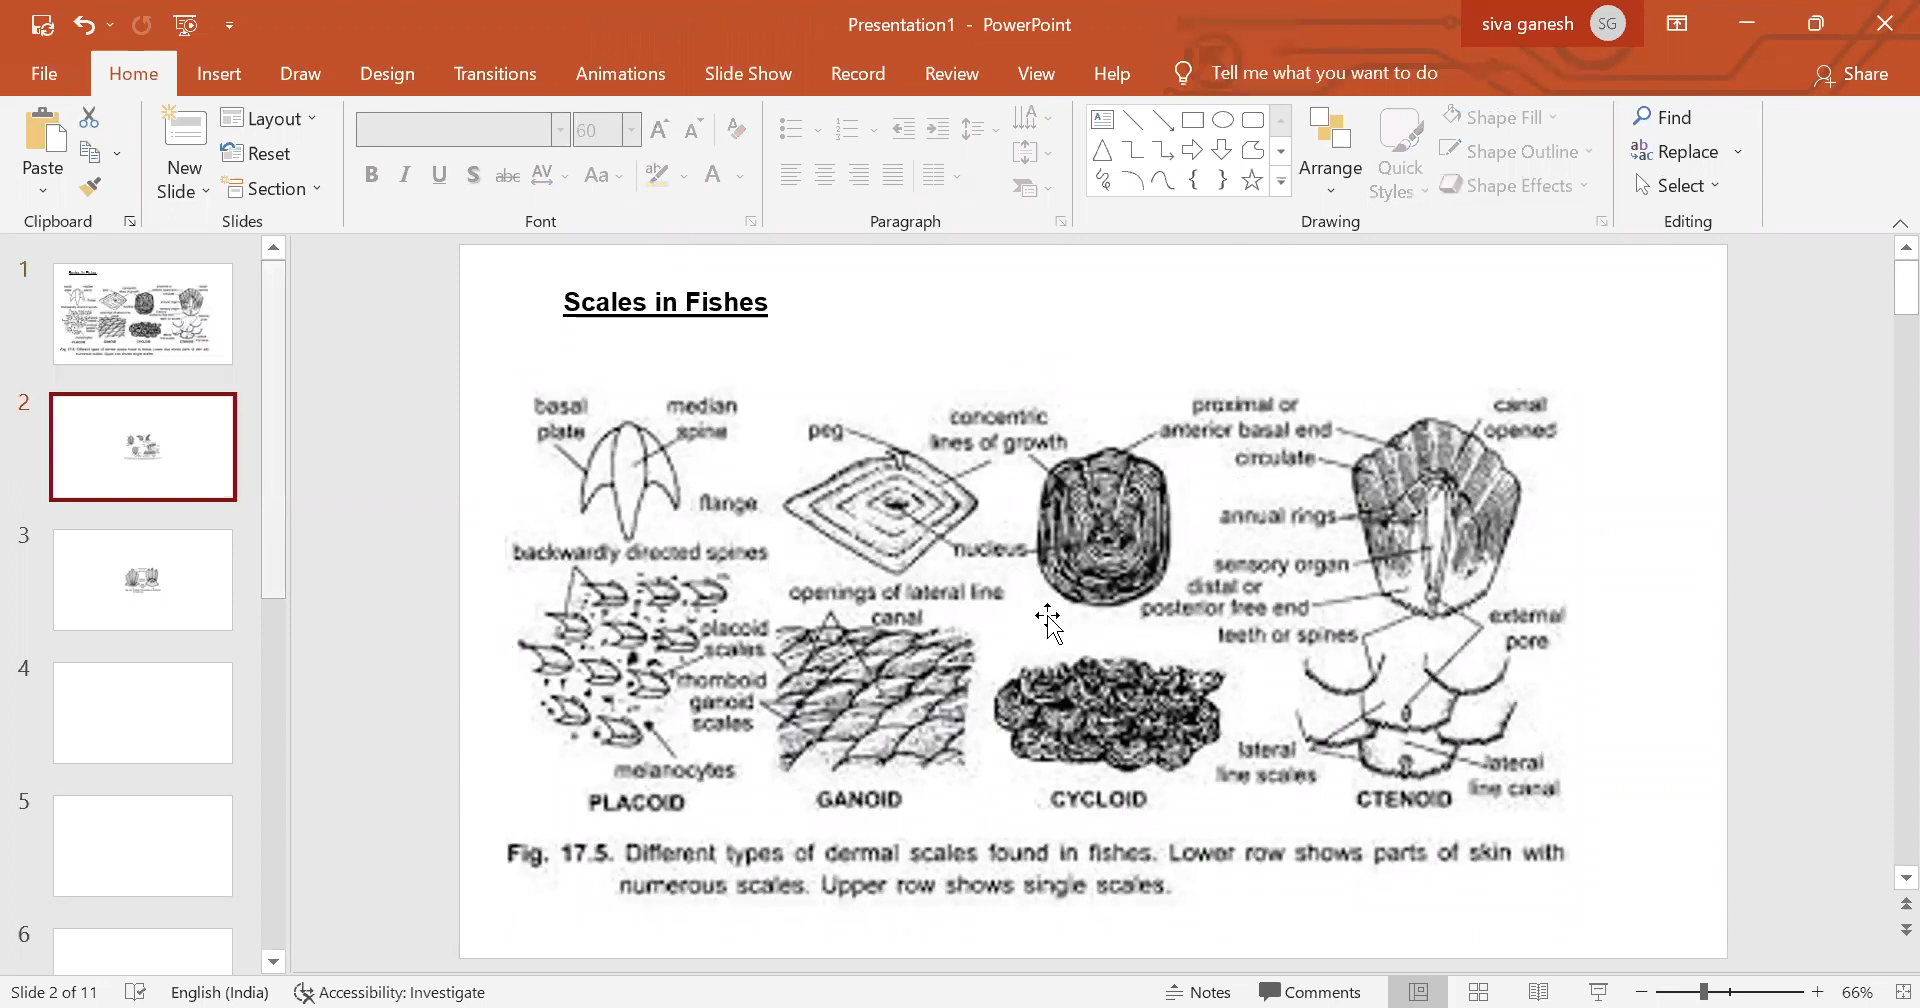 Presentation1 - PowerPoint
siva ganesh SG
File Home Insert Draw Design Transitions Animations Slide Show Record Review View Help Tell me what you want to do Share
Paste
Clipboard
New
Slide
Layout
Reset
Section
Slides
60
B I U S abc AV Aa A
Font
Paragraph
Arrange
Quick
Styles
Shape Fill
Shape Outline
Shape Effects
Drawing
Find
Replace
Select
Editing
1
2
3
4
5
6
Scales in Fishes
basal
plate
median
spine
flange
backwardly directed spines
placoid
scales
melanocytes
PLACOID
peg
concentric
lines of growth
nucleus
openings of lateral line
canal
rhomboid
ganoid
scales
GANOID
CYCLOID
proximal or
anterior basal end
circulate
annual rings
sensory organ
distal or
posterior free end
teeth or spines
canal
opened
external
pore
lateral
line scales
lateral
line canal
CTENOID
Fig. 17.5. Different types of dermal scales found in fishes. Lower row shows parts of skin with
numerous scales. Upper row shows single scales.
Slide 2 of 11 English (India) Accessibility: Investigate Notes Comments 66%